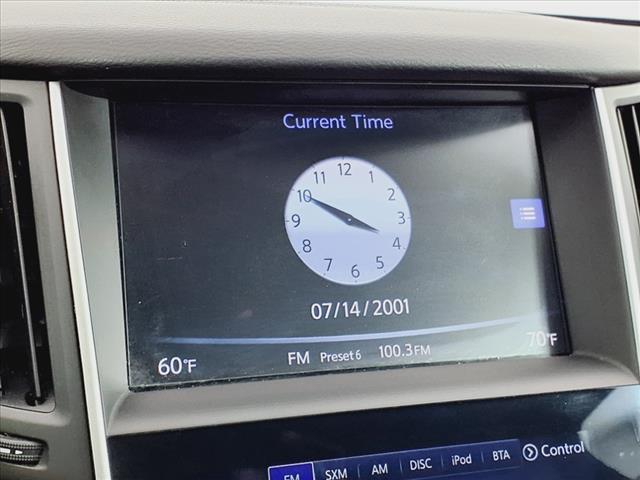 Current Time
12
11 1
10 2
9 3
8 4
7 5
6
07/14/2001
60°F FM Preset 6 100.3 FM 70°F
FM SXM AM DISC iPod BTA Control